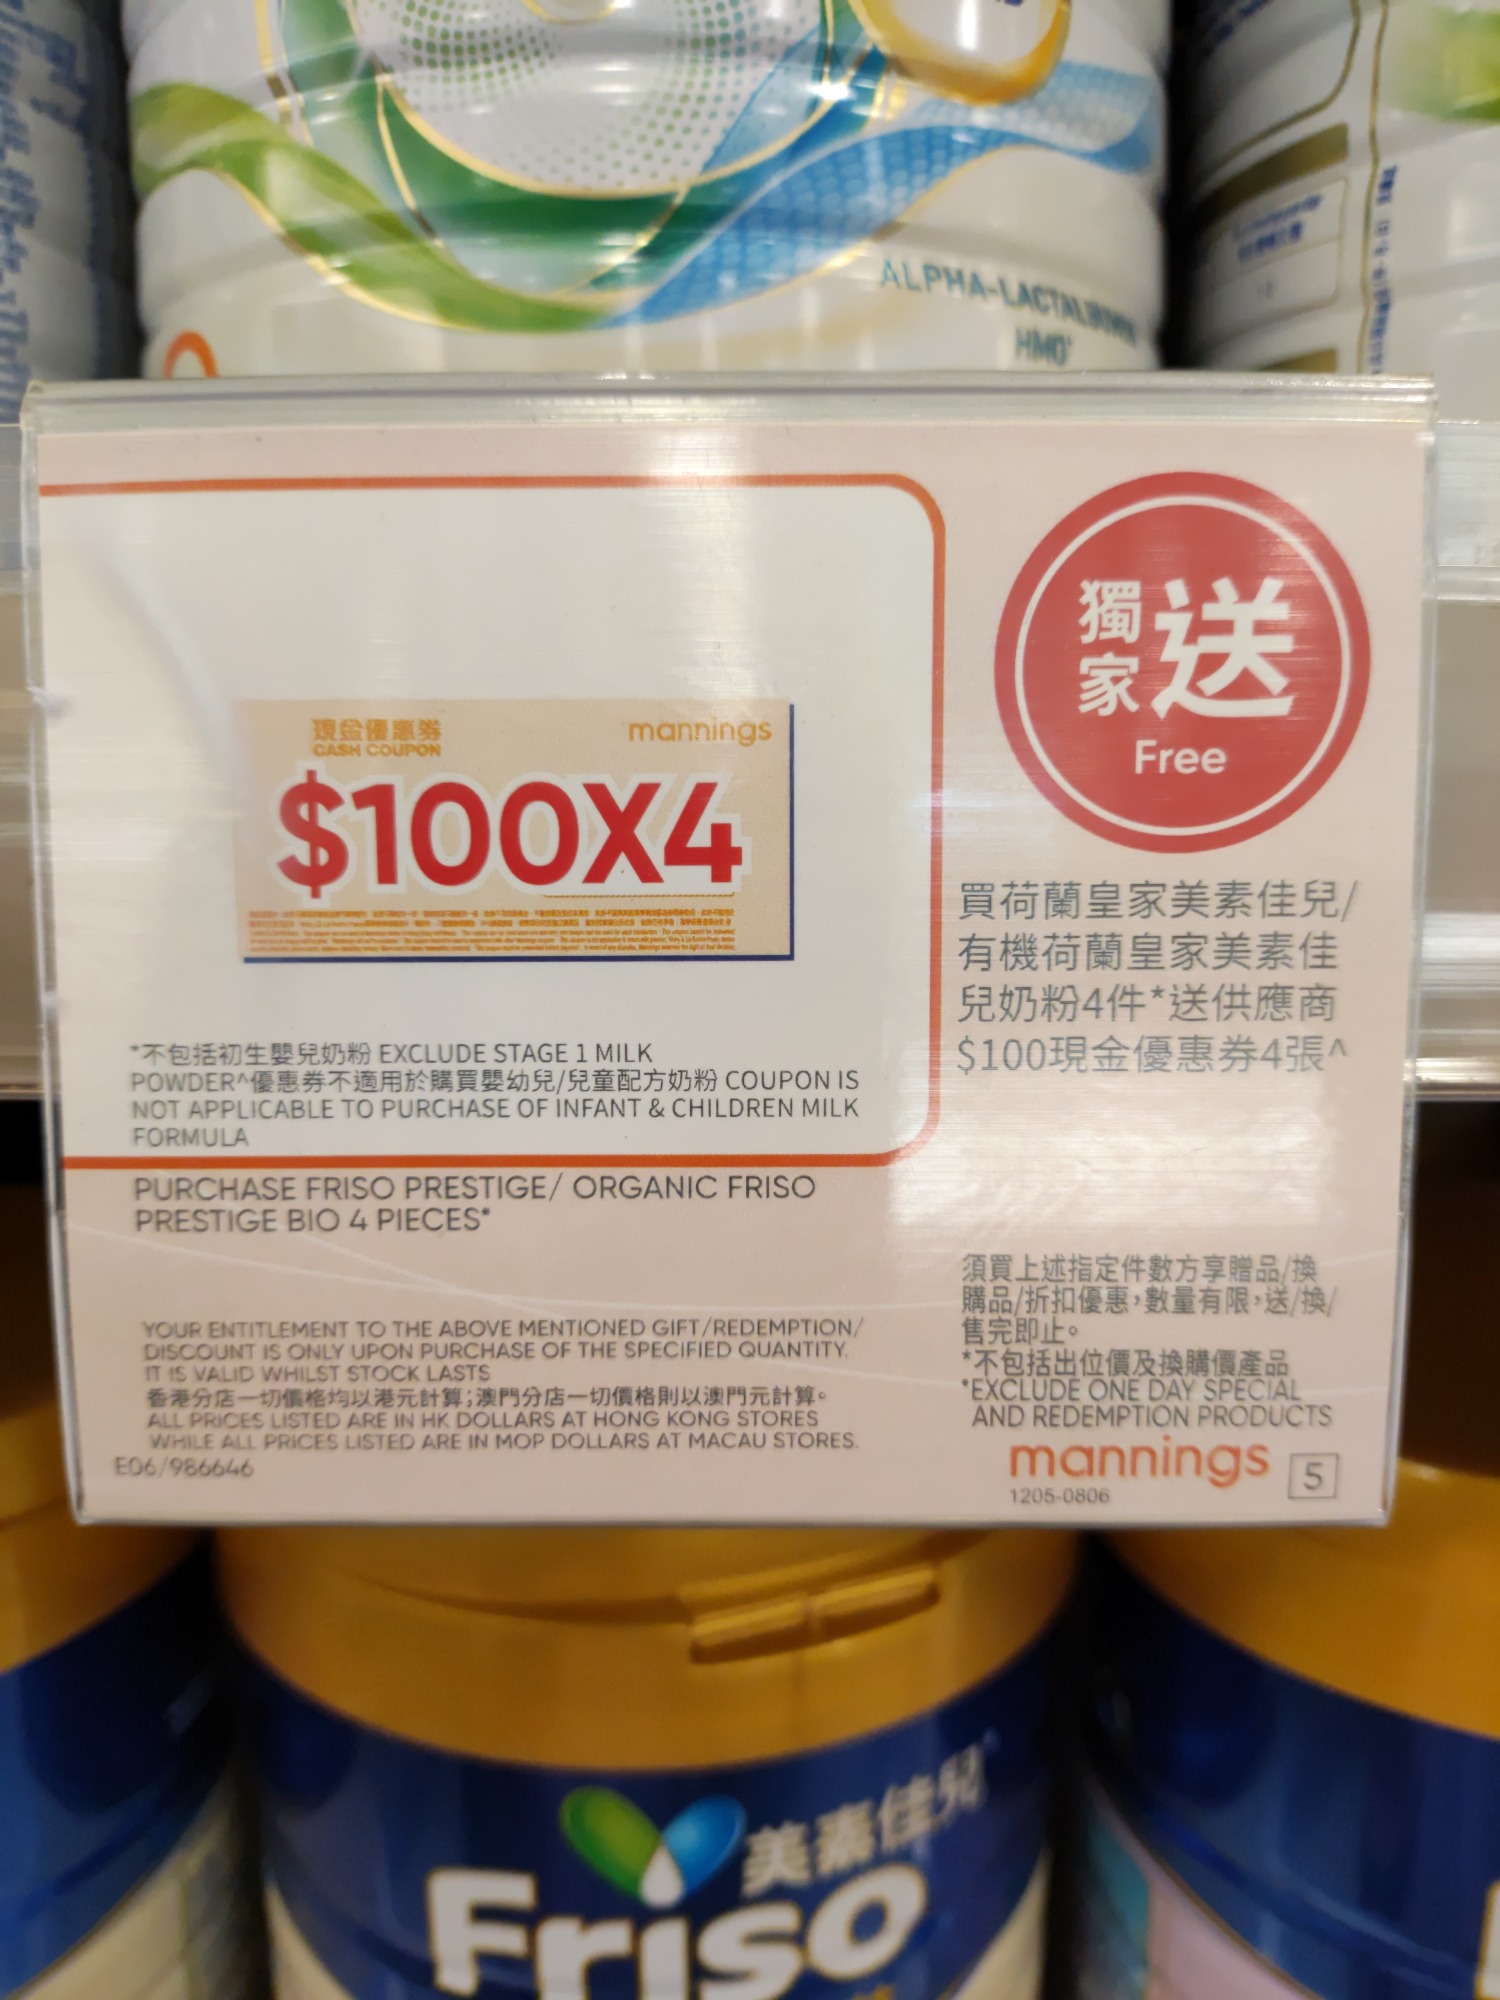 ALPHA-LACTALBUMIN
HMO
獨家送
Free
現金優惠券
CASH COUPON
mannings
$100X4
買荷蘭皇家美素佳兒/
有機荷蘭皇家美素佳
兒奶粉4件*送供應商
$100現金優惠券4張^
*不包括初生嬰兒奶粉 EXCLUDE STAGE 1 MILK
POWDER^優惠券不適用於購買嬰幼兒/兒童配方奶粉 COUPON IS
NOT APPLICABLE TO PURCHASE OF INFANT & CHILDREN MILK
FORMULA
PURCHASE FRISO PRESTIGE/ ORGANIC FRISO
PRESTIGE BIO 4 PIECES*
須買上述指定件數方享贈品/換
購品/折扣優惠，數量有限，送/換/
售完即止。
*不包括出位價及換購價產品
*EXCLUDE ONE DAY SPECIAL
AND REDEMPTION PRODUCTS
YOUR ENTITLEMENT TO THE ABOVE MENTIONED GIFT/REDEMPTION/
DISCOUNT IS ONLY UPON PURCHASE OF THE SPECIFIED QUANTITY.
IT IS VALID WHILST STOCK LASTS
香港分店一切價格均以港元計算；澳門分店一切價格則以澳門元計算。
ALL PRICES LISTED ARE IN HK DOLLARS AT HONG KONG STORES
WHILE ALL PRICES LISTED ARE IN MOP DOLLARS AT MACAU STORES.
E06/986646
mannings 5
1205-0806
美素佳兒
Friso